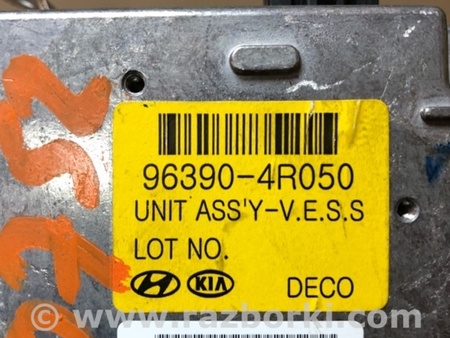 96390-4R050
UNIT ASS'Y-V.E.S.S
LOT NO.
KIA DECO
www.razborki.com